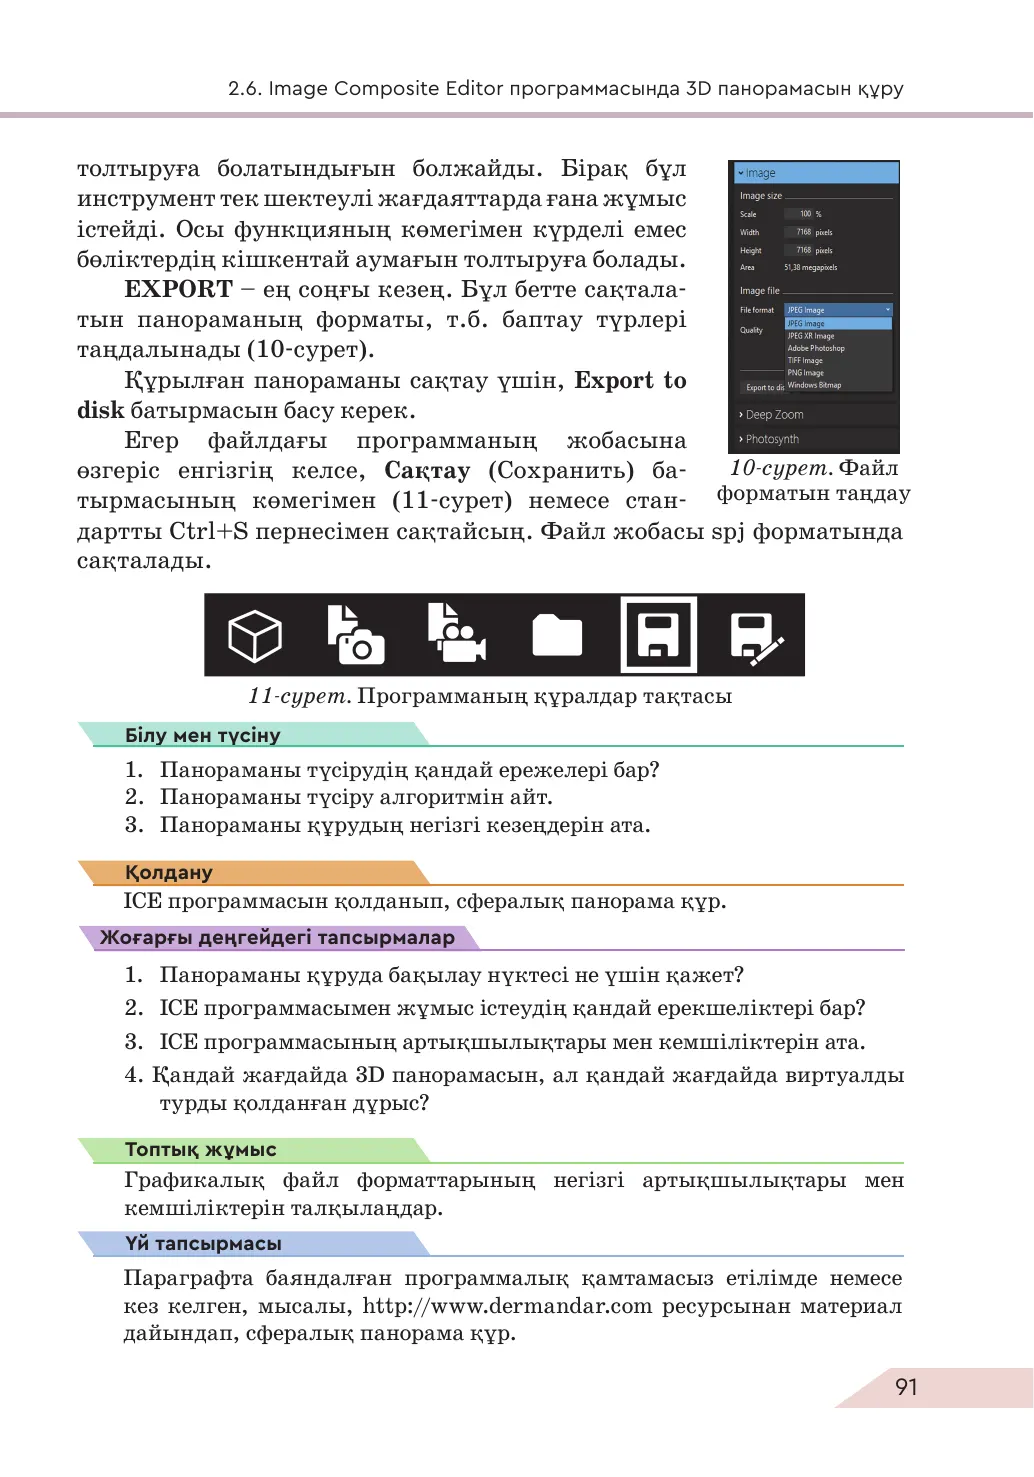 2.6. Image Composite Editor программасында 3D панорамасын құру
толтыруға болатындығын болжайды. Бірақ бұл
инструмент тек шектеулі жағдаяттарда ғана жұмыс
істейді. Осы функцияның көмегімен күрделі емес
бөліктердің кішкентай аумағын толтыруға болады.
EXPORT – ең соңғы кезең. Бұл бетте сақтала-
тын панораманың форматы, т.б. баптау түрлері
таңдалынады (10-сурет).
Құрылған панораманы сақтау үшін, Export to
disk батырмасын басу керек.
Егер файлдағы программаның жобасына
өзгеріс енгізгің келсе, Сақтау (Сохранить) ба-
тырмасының көмегімен (11-сурет) немесе стан-
дартты Ctrl+S пернесімен сақтайсың. Файл жобасы spj форматында
сақталады.
Image
Image size
Scale 100 %
Width 7168 pixels
Height 7168 pixels
Area 51,38 megapixels
Image file
File format JPEG Image
JPEG Image
Quality
JPEG XR Image
Adobe Photoshop
TIFF Image
PNG Image
Export to dis
Windows Bitmap
Deep Zoom
Photosynth
10-сурет. Файл
форматын таңдау
11-сурет. Программаның құралдар тақтасы
Білу мен түсіну
1. Панораманы түсірудің қандай ережелері бар?
2. Панораманы түсіру алгоритмін айт.
3. Панораманы құрудың негізгі кезеңдерін ата.
Қолдану
ICE программасын қолданып, сфералық панорама құр.
Жоғарғы деңгейдегі тапсырмалар
1. Панораманы құруда бақылау нүктесі не үшін қажет?
2. ICE программасымен жұмыс істеудің қандай ерекшеліктері бар?
3. ICE программасының артықшылықтары мен кемшіліктерін ата.
4. Қандай жағдайда 3D панорамасын, ал қандай жағдайда виртуалды
турды қолданған дұрыс?
Топтық жұмыс
Графикалық файл форматтарының негізгі артықшылықтары мен
кемшіліктерін талқылаңдар.
Үй тапсырмасы
Параграфта баяндалған программалық қамтамасыз етілімде немесе
кез келген, мысалы, http://www.dermandar.com ресурсынан материал
дайындап, сфералық панорама құр.
91